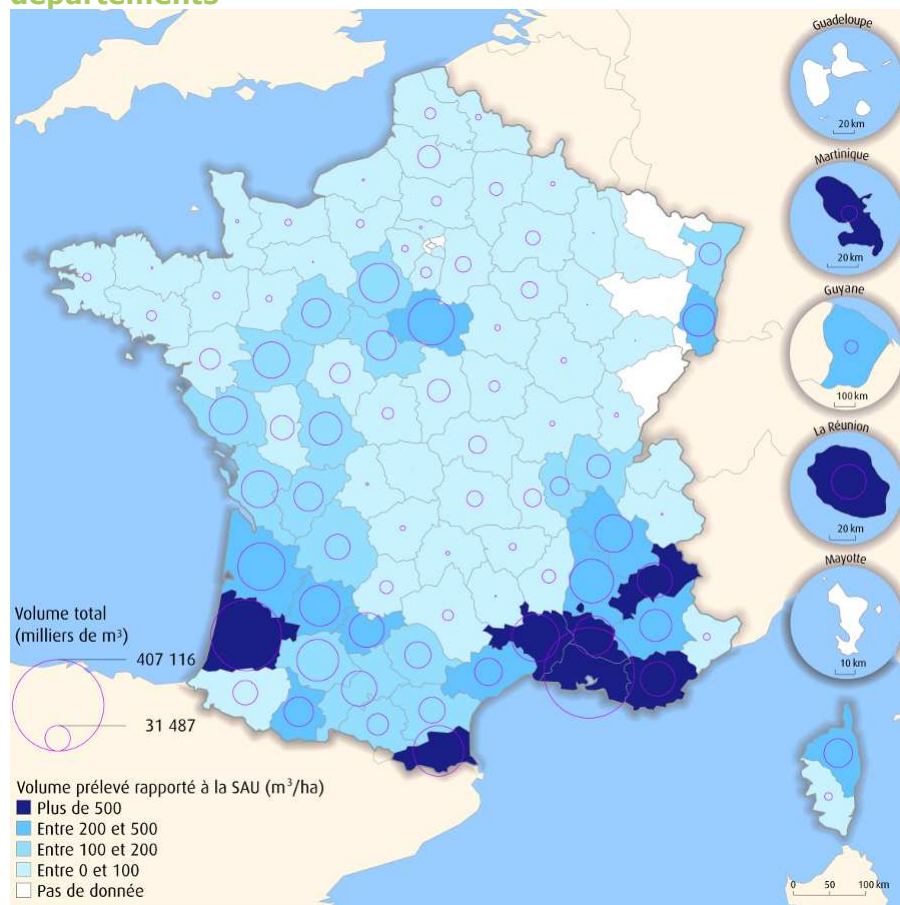 départements
Guadeloupe
20 km
Martinique
20 km
Guyane
100 km
La Réunion
20 km
Mayotte
10 km
Volume total
(milliers de m³)
407 116
31 487
Volume prélevé rapporté à la SAU (m³/ha)
Plus de 500
Entre 200 et 500
Entre 100 et 200
Entre 0 et 100
Pas de donnée
0 50 100 km